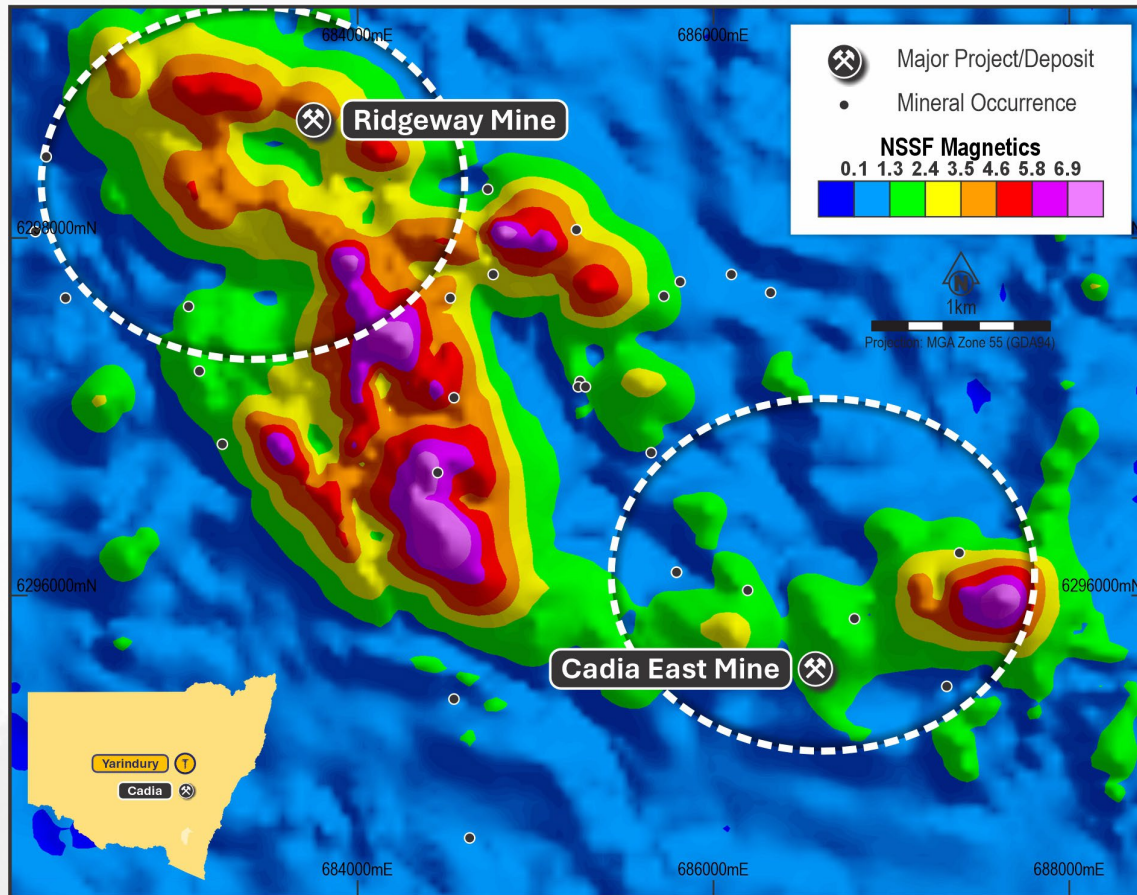 684000mE
686000mE
Major Project/Deposit
Mineral Occurrence
NSSF Magnetics
0.1 1.3 2.4 3.5 4.6 5.8 6.9
Ridgeway Mine
6298000mN
N
1km
Projection: MGA Zone 55 (GDA94)
6296000mN
6296000mN
Cadia East Mine
Yarindury
Cadia
684000mE
686000mE
688000mE